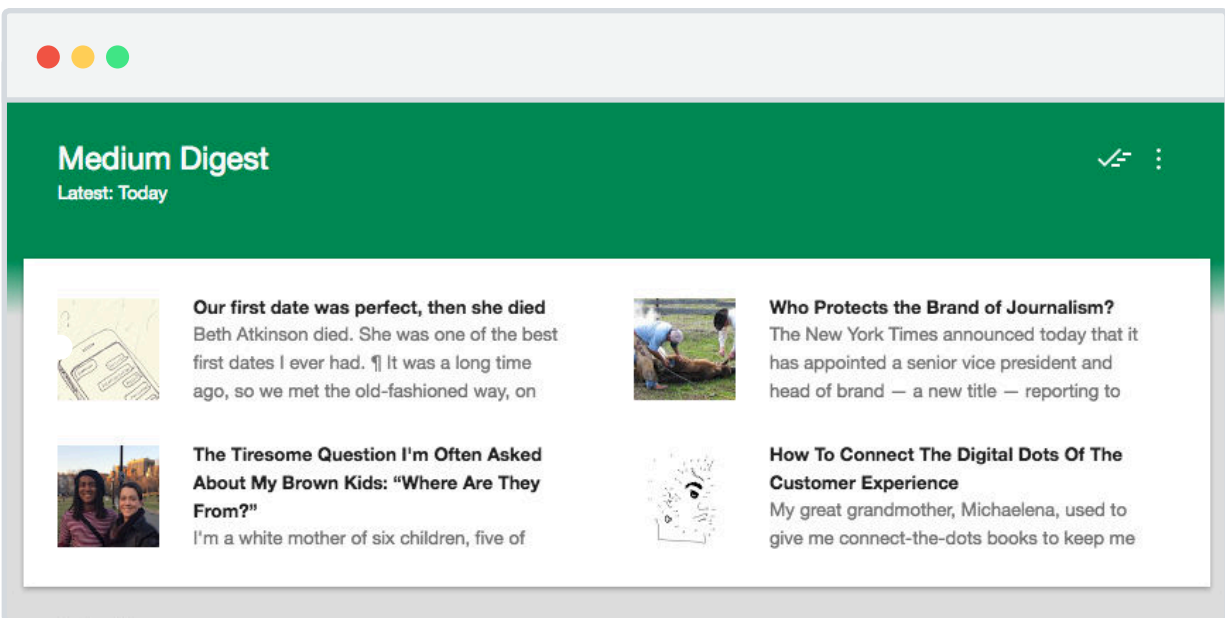 Medium Digest
Latest: Today
Our first date was perfect, then she died
Beth Atkinson died. She was one of the best
first dates I ever had. ¶ It was a long time
ago, so we met the old-fashioned way, on
Who Protects the Brand of Journalism?
The New York Times announced today that it
has appointed a senior vice president and
head of brand — a new title — reporting to
The Tiresome Question I'm Often Asked
About My Brown Kids: “Where Are They
From?”
I'm a white mother of six children, five of
How To Connect The Digital Dots Of The
Customer Experience
My great grandmother, Michaelena, used to
give me connect-the-dots books to keep me